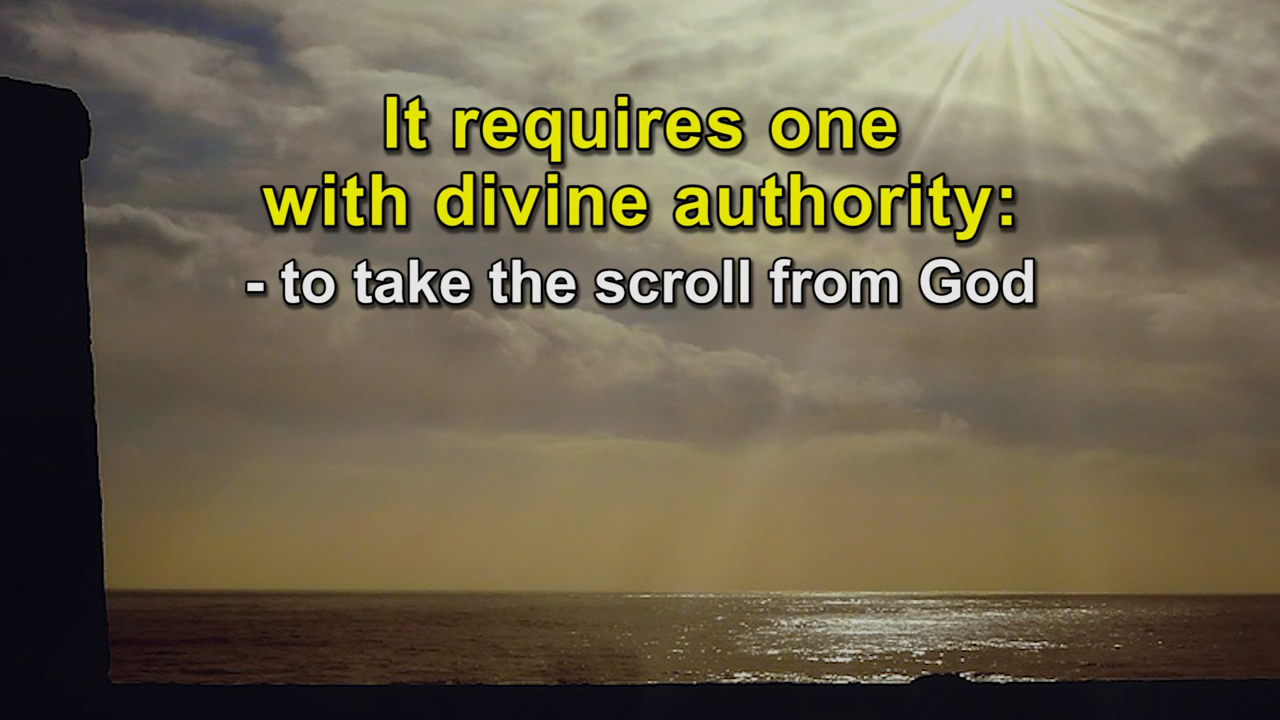 It requires one
with divine authority:
- to take the scroll from God